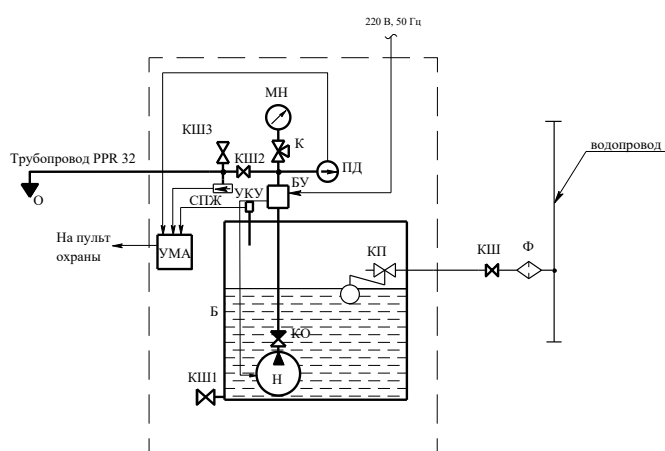 220 В, 50 Гц
МН
КШ3
К
Трубопровод PPR 32
КШ2
ПД
водопровод
О
УКУ
БУ
СПЖ
На пульт
охраны
УМА
КП
КШ
Ф
Б
КО
КШ1
Н